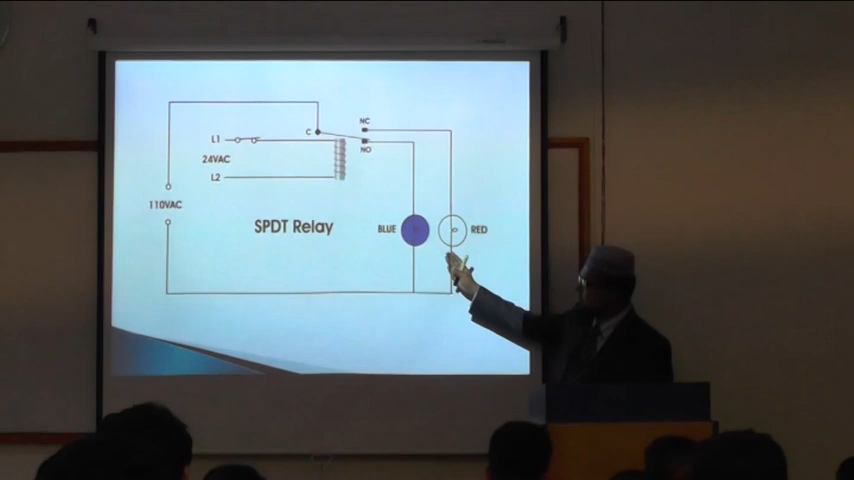 NC
C
L1
NO
24VAC
L2
110VAC
SPDT Relay
BLUE
RED